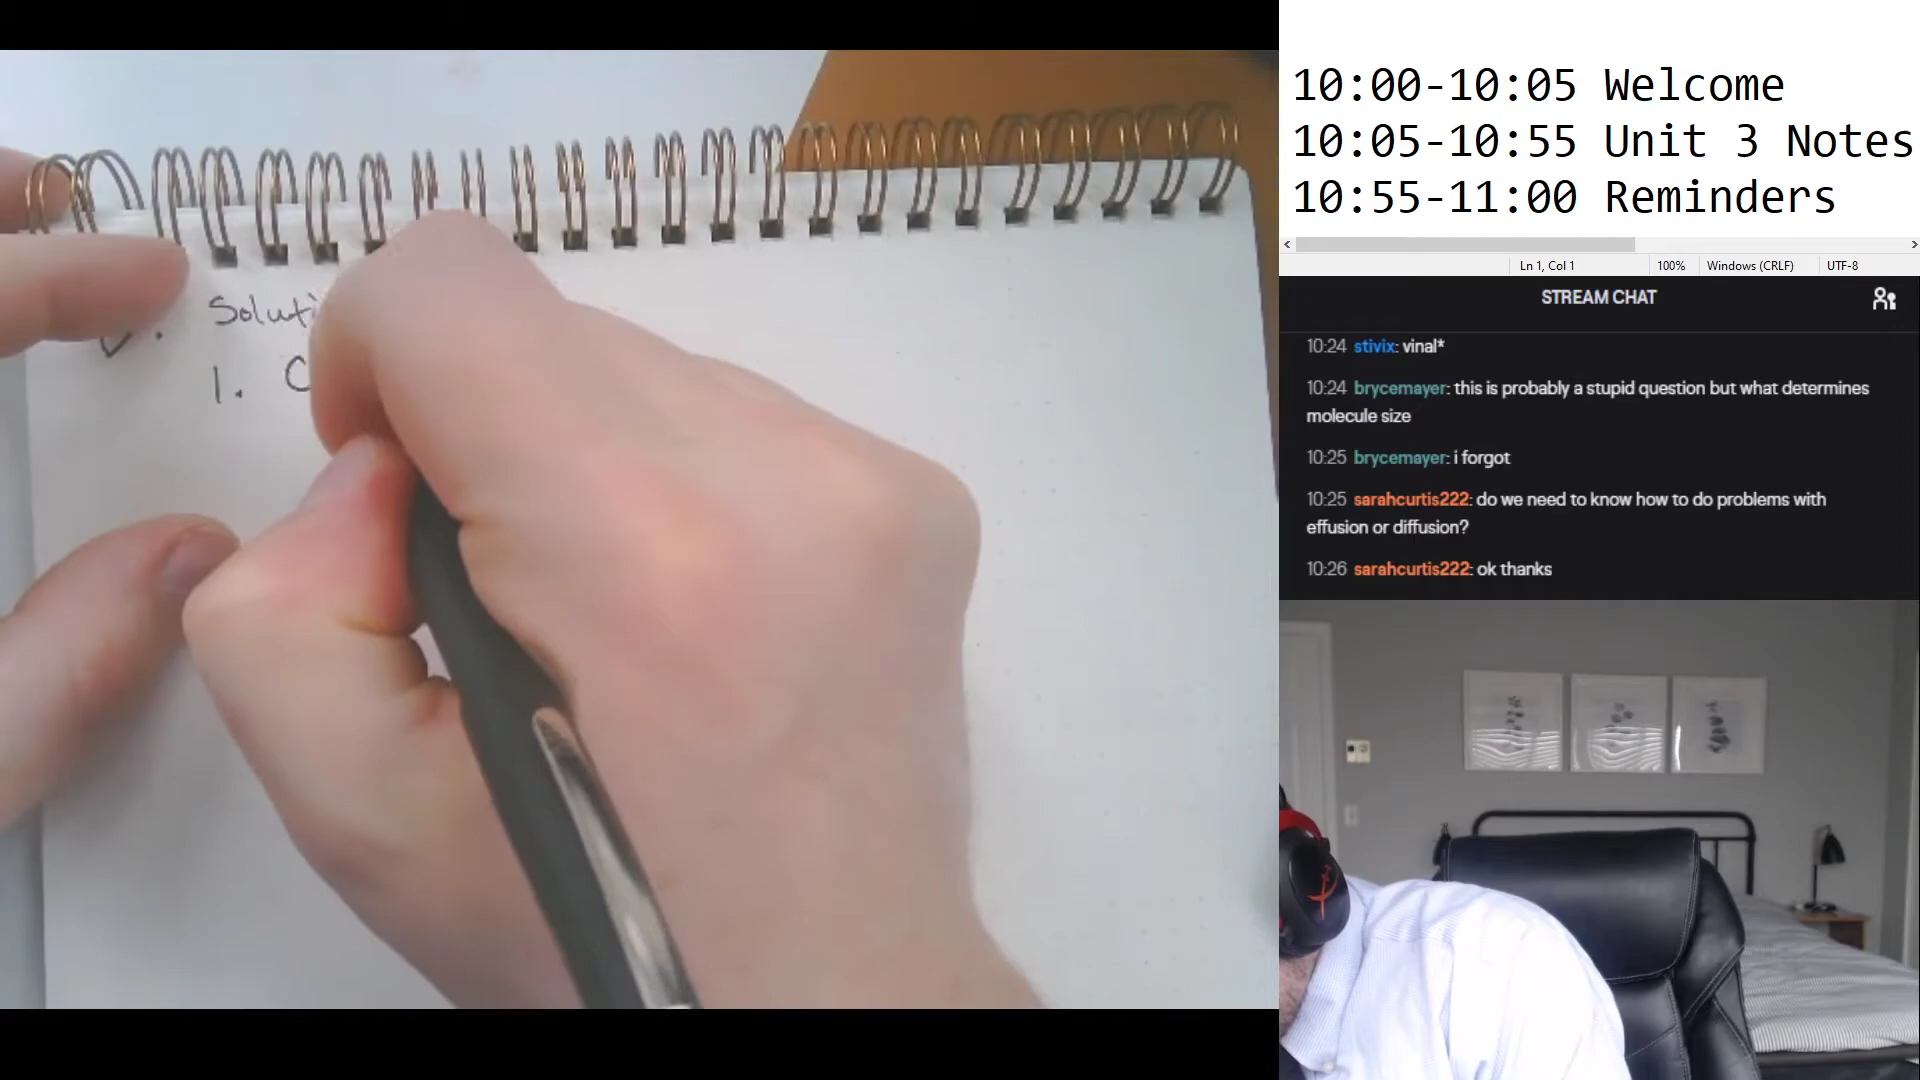 Soluti
1. C
10:00-10:05 Welcome
10:05-10:55 Unit 3 Notes
10:55-11:00 Reminders
Ln 1, Col 1 100% Windows (CRLF) UTF-8
STREAM CHAT
10:24 stivix: vinal*
10:24 brycemayer: this is probably a stupid question but what determines
molecule size
10:25 brycemayer: i forgot
10:25 sarahcurtis222: do we need to know how to do problems with
effusion or diffusion?
10:26 sarahcurtis222: ok thanks